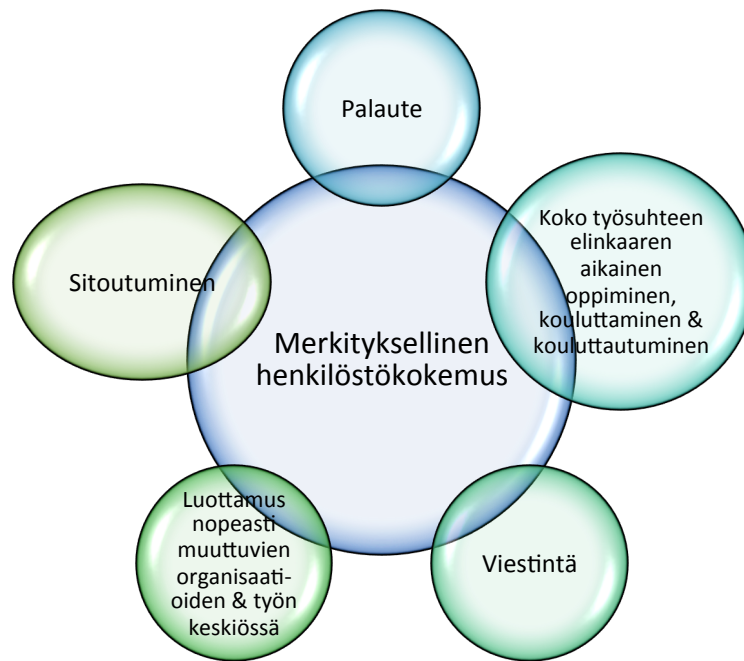 Palaute
Koko työsuhteen
elinkaaren
aikainen
oppiminen,
kouluttaminen &
kouluttautuminen
Sitoutuminen
Merkityksellinen
henkilöstökokemus
Luottamus
nopeasti
muuttuvien
organisaati-
oiden & työn
keskiössä
Viestintä